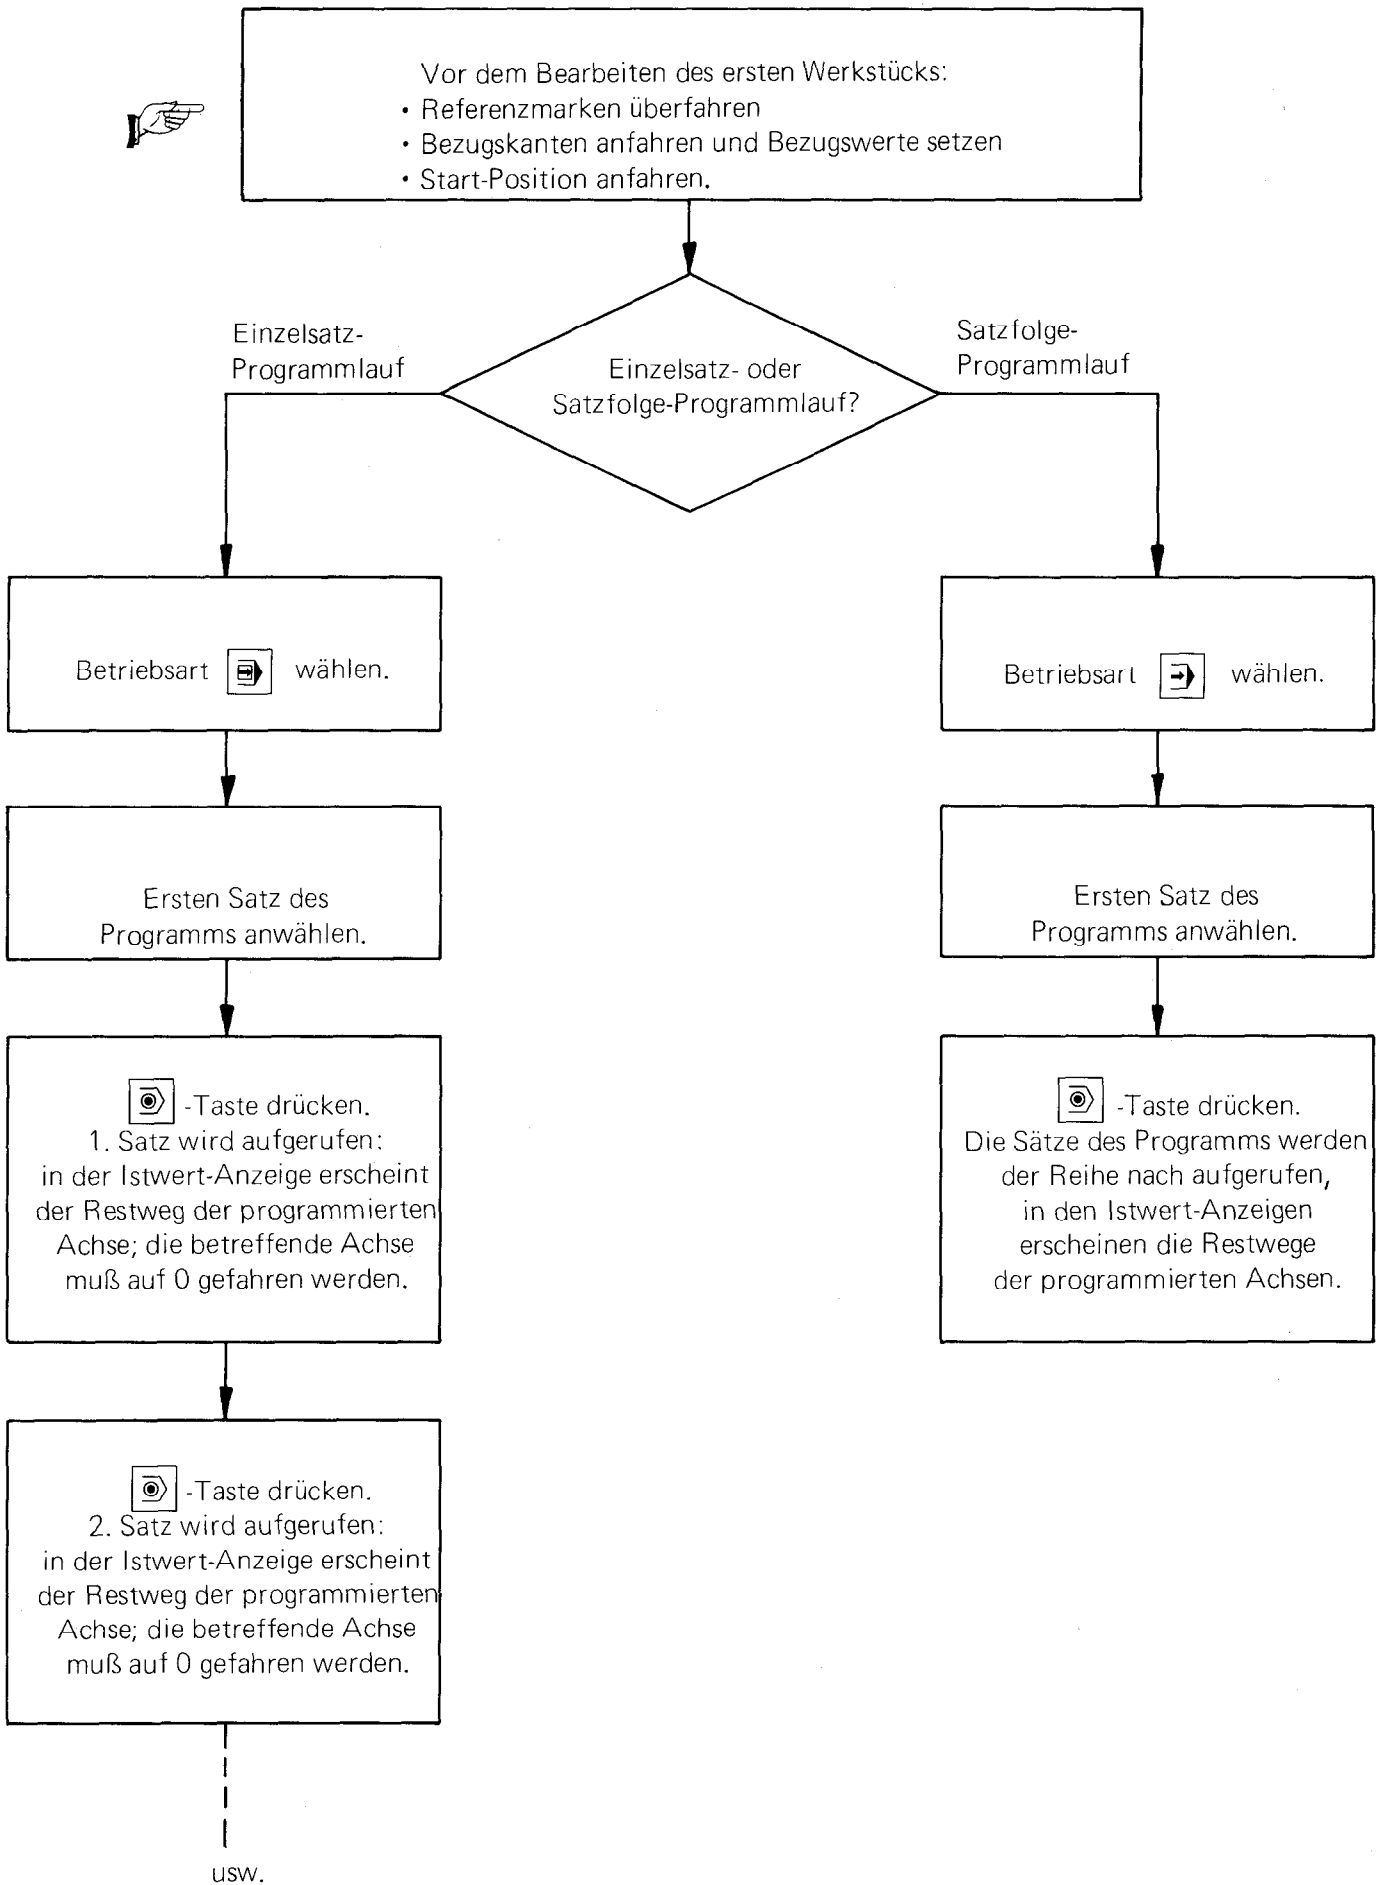 Vor dem Bearbeiten des ersten Werkstücks:
• Referenzmarken überfahren
• Bezugskanten anfahren und Bezugswerte setzen
• Start-Position anfahren.
Einzelsatz-
Programmlauf
Einzelsatz- oder
Satzfolge-Programmlauf?
Satzfolge-
Programmlauf
Betriebsart wählen.
Ersten Satz des
Programms anwählen.
-Taste drücken.
1. Satz wird aufgerufen:
in der Istwert-Anzeige erscheint
der Restweg der programmierten
Achse; die betreffende Achse
muß auf 0 gefahren werden.
-Taste drücken.
2. Satz wird aufgerufen:
in der Istwert-Anzeige erscheint
der Restweg der programmierten
Achse; die betreffende Achse
muß auf 0 gefahren werden.
usw.
Betriebsart wählen.
Ersten Satz des
Programms anwählen.
-Taste drücken.
Die Sätze des Programms werden
der Reihe nach aufgerufen,
in den Istwert-Anzeigen
erscheinen die Restwege
der programmierten Achsen.